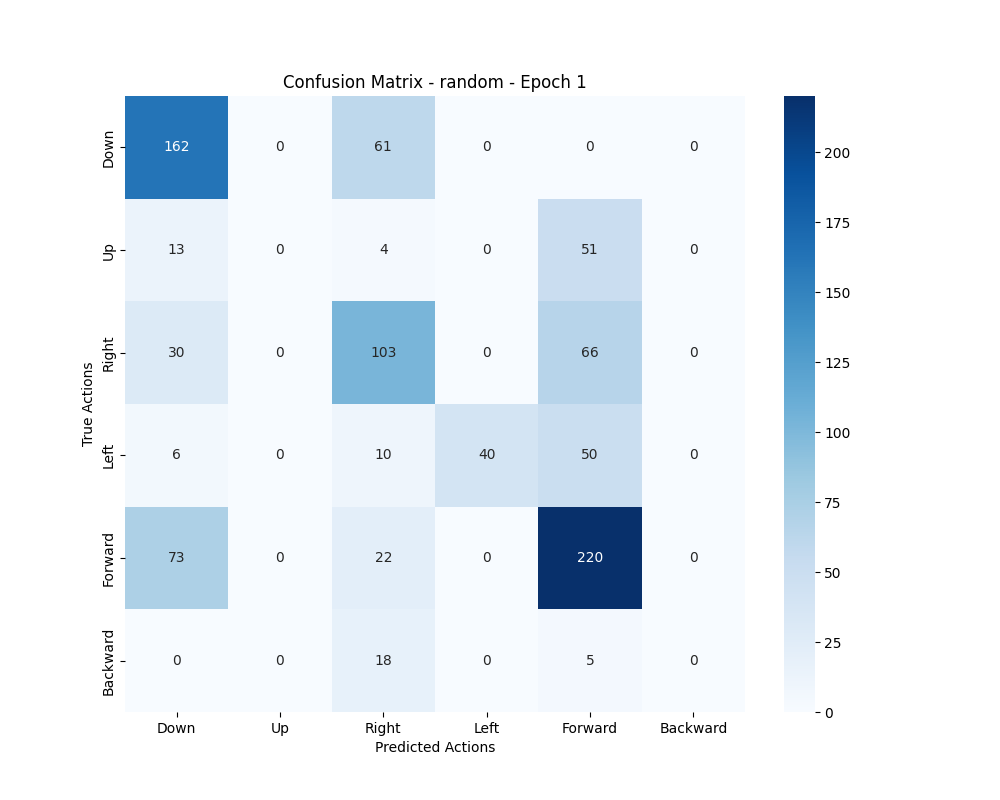 Confusion Matrix - random - Epoch 1
True Actions
Down 162 0 61 0 0 0
Up 13 0 4 0 51 0
Right 30 0 103 0 66 0
Left 6 0 10 40 50 0
Forward 73 0 22 0 220 0
Backward 0 0 18 0 5 0
Down Up Right Left Forward Backward
Predicted Actions
200
175
150
125
100
75
50
25
0